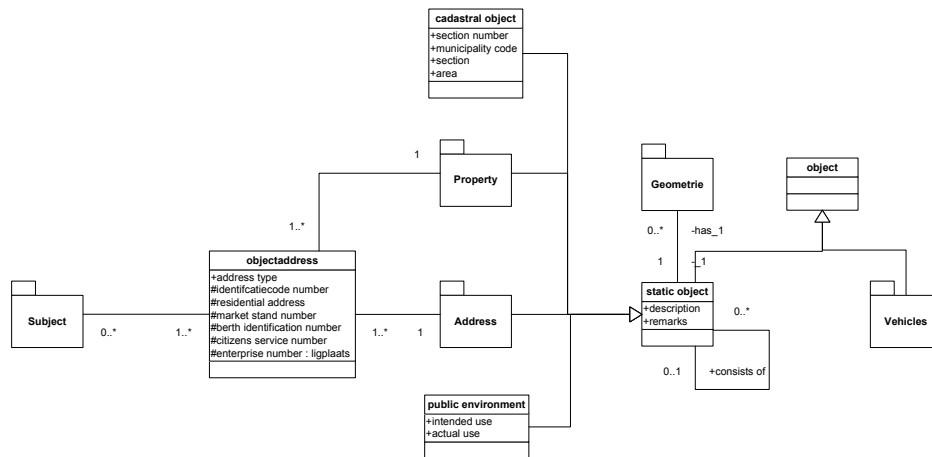 cadastral object
+section number
+municipality code
+section
+area
Property
1
1..*
objectaddress
+address type
#identifcatiecode number
#residential address
#market stand number
#berth identification number
#citizens service number
#enterprise number : ligplaats
Subject
0..*
1..*
1..*
1
Address
public environment
+intended use
+actual use
Geometrie
0..*
-has_1
1
-_1
object
static object
+description
+remarks
0..*
0..1
+consists of
Vehicles